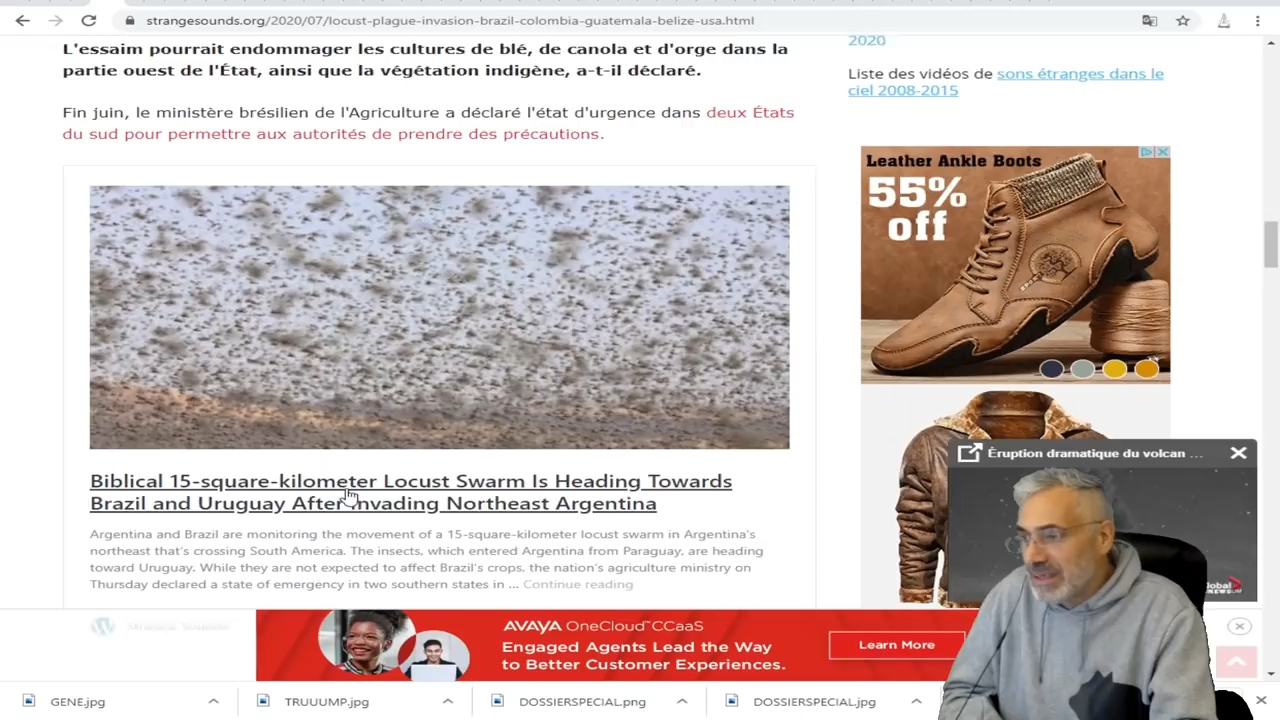 strangesounds.org/2020/07/locust-plague-invasion-brazil-colombia-guatemala-belize-usa.html
L'essaim pourrait endommager les cultures de blé, de canola et d'orge dans la
partie ouest de l'État, ainsi que la végétation indigène, a-t-il déclaré.
Fin juin, le ministère brésilien de l'Agriculture a déclaré l'état d'urgence dans deux États
du sud pour permettre aux autorités de prendre des précautions.
Biblical 15-square-kilometer Locust Swarm Is Heading Towards
Brazil and Uruguay After Invading Northeast Argentina
Argentina and Brazil are monitoring the movement of a 15-square-kilometer locust swarm in Argentina's
northeast that's crossing South America. The insects, which entered Argentina from Paraguay, are heading
toward Uruguay. While they are not expected to affect Brazil's crops, the nation's agriculture ministry on
Thursday declared a state of emergency in two southern states in ... Continue reading
2020
Liste des vidéos de sons étranges dans le
ciel 2008-2015
Leather Ankle Boots
55%
off
Éruption dramatique du volcan ...
AVAYA OneCloud™CCaaS
Engaged Agents Lead the Way
to Better Customer Experiences.
Learn More
GENE.jpg
TRUUUMP.jpg
DOSSIERSPECIAL.png
DOSSIERSPECIAL.jpg